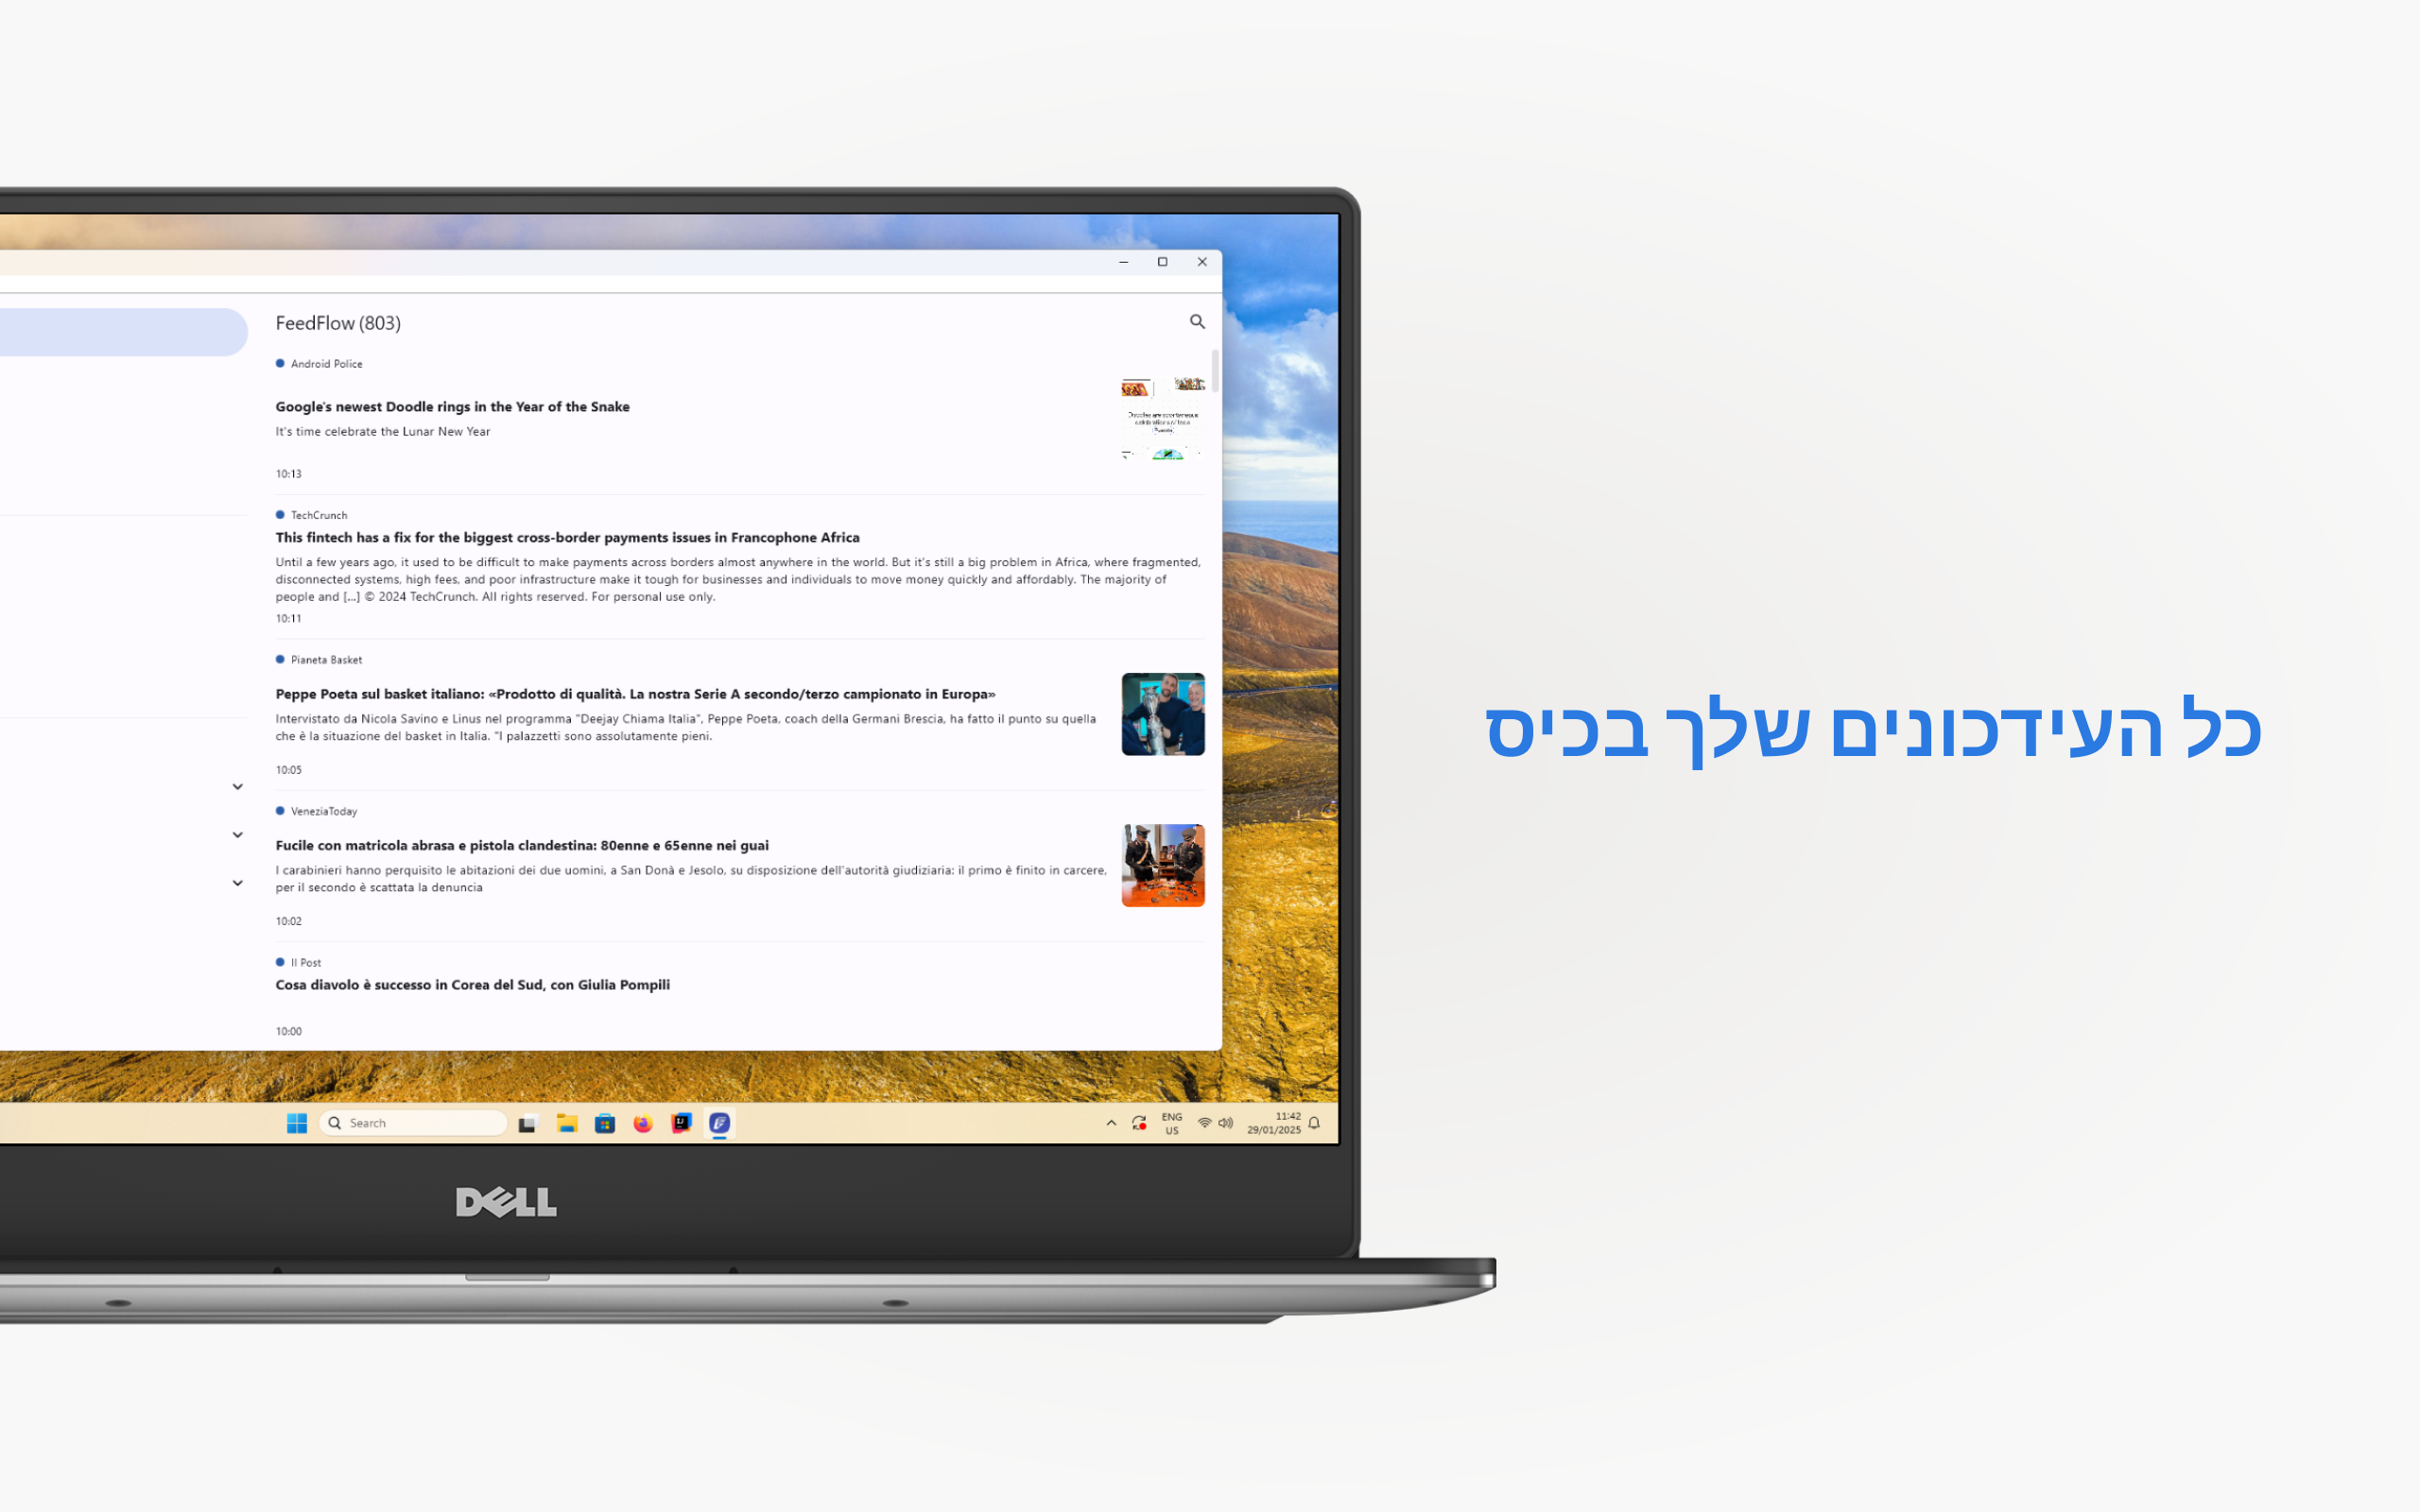 FeedFlow (803)
Android Police
Google's newest Doodle rings in the Year of the Snake
It's time celebrate the Lunar New Year
10:13
TechCrunch
This fintech has a fix for the biggest cross-border payments issues in Francophone Africa
Until a few years ago, it used to be difficult to make payments across borders almost anywhere in the world. But it's still a big problem in Africa, where fragmented,
disconnected systems, high fees, and poor infrastructure make it tough for businesses and individuals to move money quickly and affordably. The majority of
people and [...] © 2024 TechCrunch. All rights reserved. For personal use only.
10:11
Pianeta Basket
Peppe Poeta sul basket italiano: «Prodotto di qualità. La nostra Serie A secondo/terzo campionato in Europa»
Intervistato da Nicola Savino e Linus nel programma "Deejay Chiama Italia", Peppe Poeta, coach della Germani Brescia, ha fatto il punto su quella
che è la situazione del basket in Italia. "I palazzetti sono assolutamente pieni.
10:05
VeneziaToday
Fucile con matricola abrasa e pistola clandestina: 80enne e 65enne nei guai
I carabinieri hanno perquisito le abitazioni dei due uomini, a San Donà e Jesolo, su disposizione dell'autorità giudiziaria: il primo è finito in carcere,
per il secondo è scattata la denuncia
10:02
Il Post
Cosa diavolo è successo in Corea del Sud, con Giulia Pompili
10:00
Search
ENG
US
11:42
29/01/2025
DELL
כל העידכונים שלך בכיס